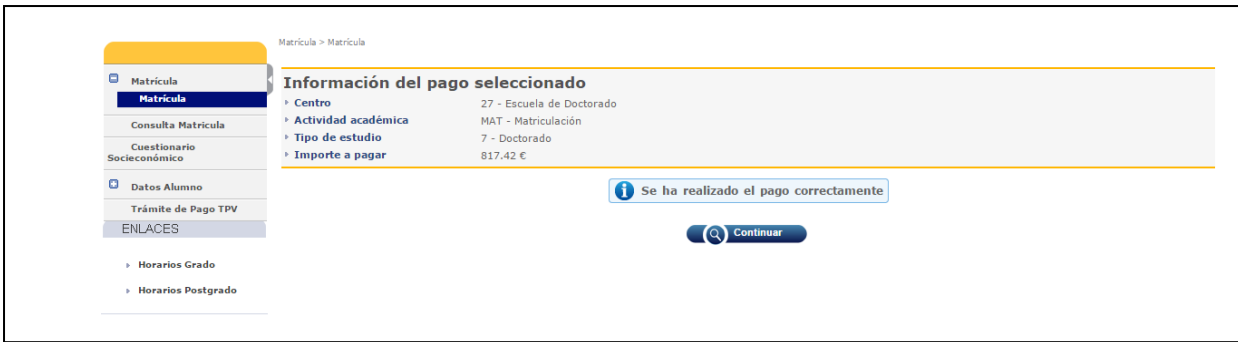 Matrícula > Matrícula
Matrícula
Matrícula
Consulta Matricula
Cuestionario
Socieconómico
Datos Alumno
Trámite de Pago TPV
ENLACES
Horarios Grado
Horarios Postgrado
Información del pago seleccionado
Centro 27 - Escuela de Doctorado
Actividad académica MAT - Matriculación
Tipo de estudio 7 - Doctorado
Importe a pagar 817.42 €
Se ha realizado el pago correctamente
Continuar